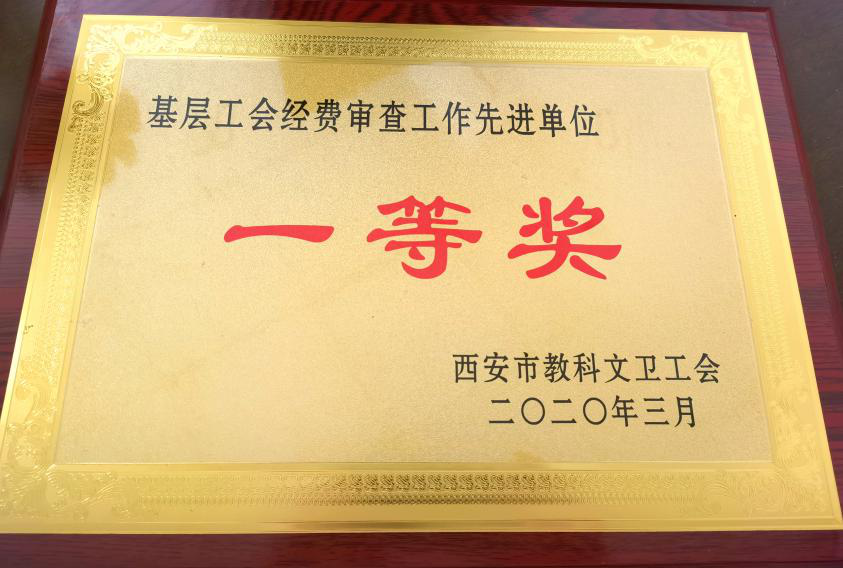 基层工会经费审查工作先进单位
一等奖
西安市教科文卫工会
二〇二〇年三月